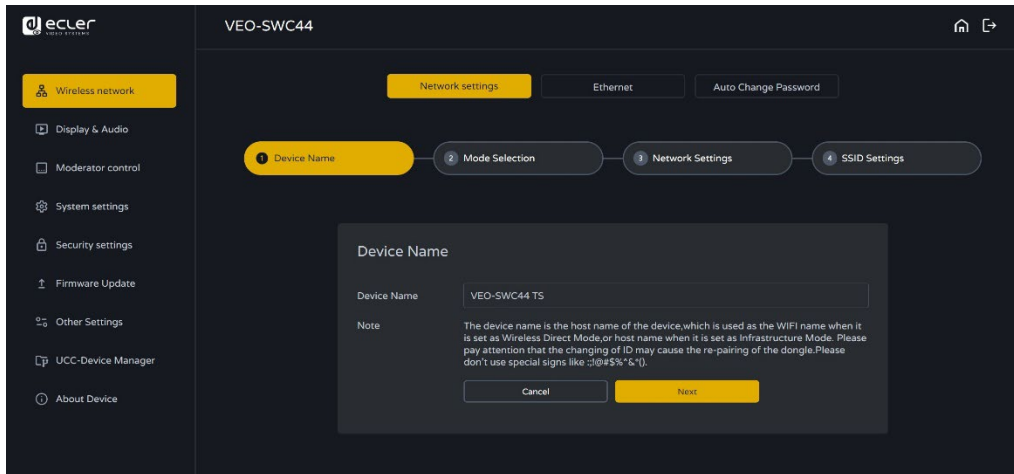 ecler
VIDEO SYSTEMS
VEO-SWC44
Wireless network
Display & Audio
Moderator control
System settings
Security settings
Firmware Update
Other Settings
UCC-Device Manager
About Device
Network settings
Ethernet
Auto Change Password
1 Device Name
2 Mode Selection
3 Network Settings
4 SSID Settings
Device Name
Device Name
VEO-SWC44 TS
Note
The device name is the host name of the device,which is used as the WIFI name when it
is set as Wireless Direct Mode,or host name when it is set as Infrastructure Mode. Please
pay attention that the changing of ID may cause the re-pairing of the dongle.Please
don't use special signs like :;!@#$%^&*().
Cancel
Next